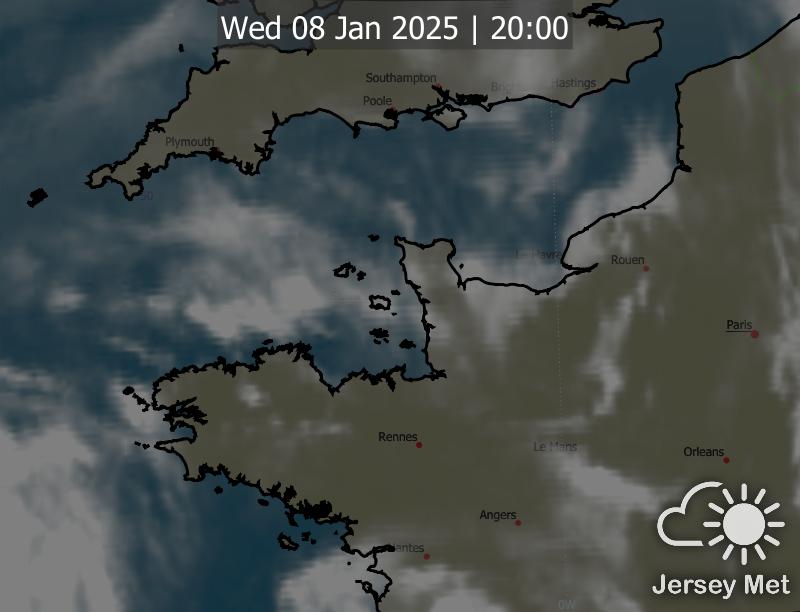 Wed 08 Jan 2025 | 20:00
Southampton
Hastings
Poole
Plymouth
50
Le Havre
Rouen
Paris
Rennes
Le Mans
Orleans
Angers
Nantes
Jersey Met
0W